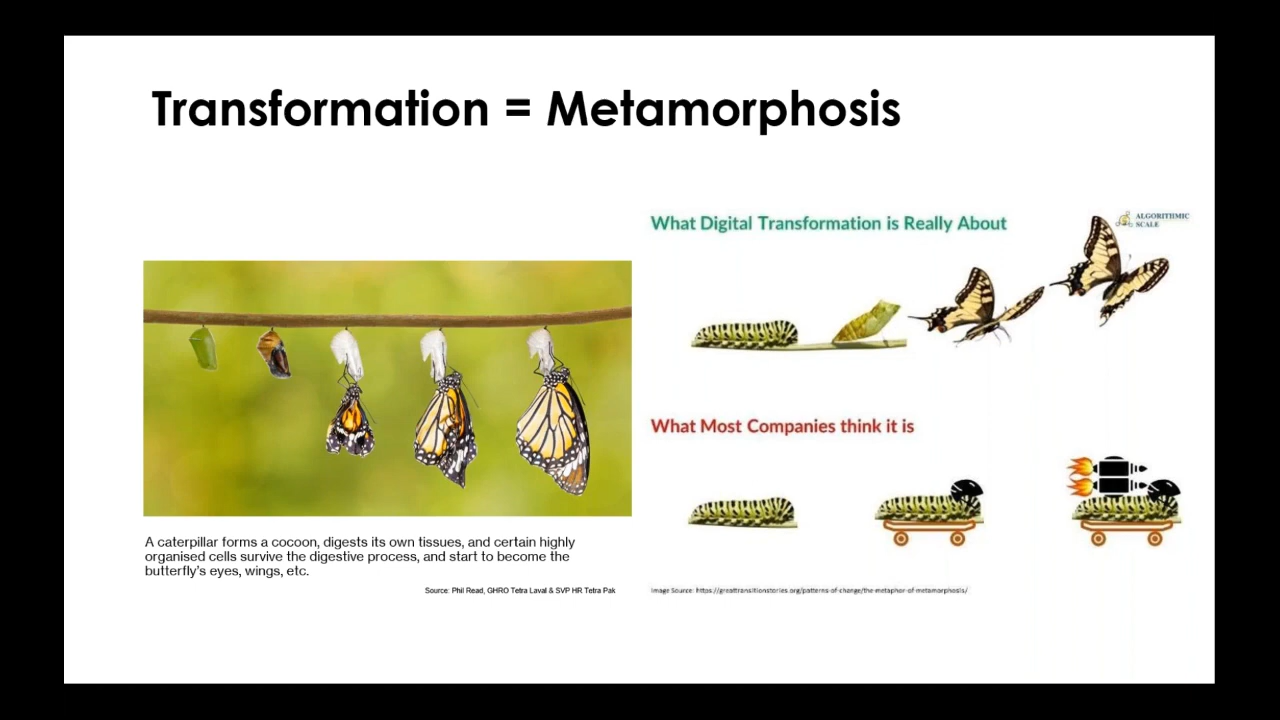 Transformation = Metamorphosis
What Digital Transformation is Really About
ALGORITHMIC
SCALE
What Most Companies think it is
A caterpillar forms a cocoon, digests its own tissues, and certain highly
organised cells survive the digestive process, and start to become the
butterfly's eyes, wings, etc.
Source: Phil Read, GHRO Tetra Laval & SVP HR Tetra Pak
Image Source: https://greattransitionstories.org/patterns-of-change/the-metaphor-of-metamorphosis/